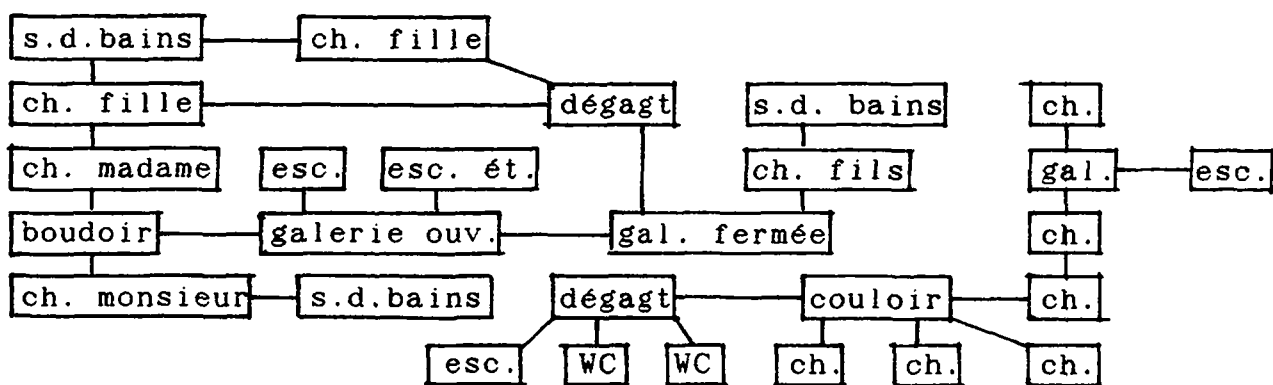 s.d.bains ch. fille
ch. fille dégagt s.d. bains ch.
ch. madame esc. esc. ét. ch. fils gal. esc.
boudoir galerie ouv. gal. fermée ch.
ch. monsieur s.d.bains dégagt couloir ch.
esc. WC WC ch. ch. ch.